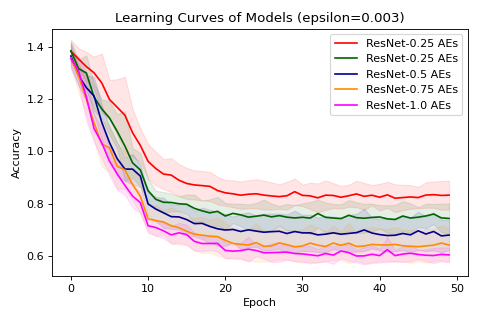 Learning Curves of Models (epsilon=0.003)
ResNet-0.25 AEs
ResNet-0.25 AEs
ResNet-0.5 AEs
ResNet-0.75 AEs
ResNet-1.0 AEs
Accuracy
1.4
1.2
1.0
0.8
0.6
0 10 20 30 40 50
Epoch